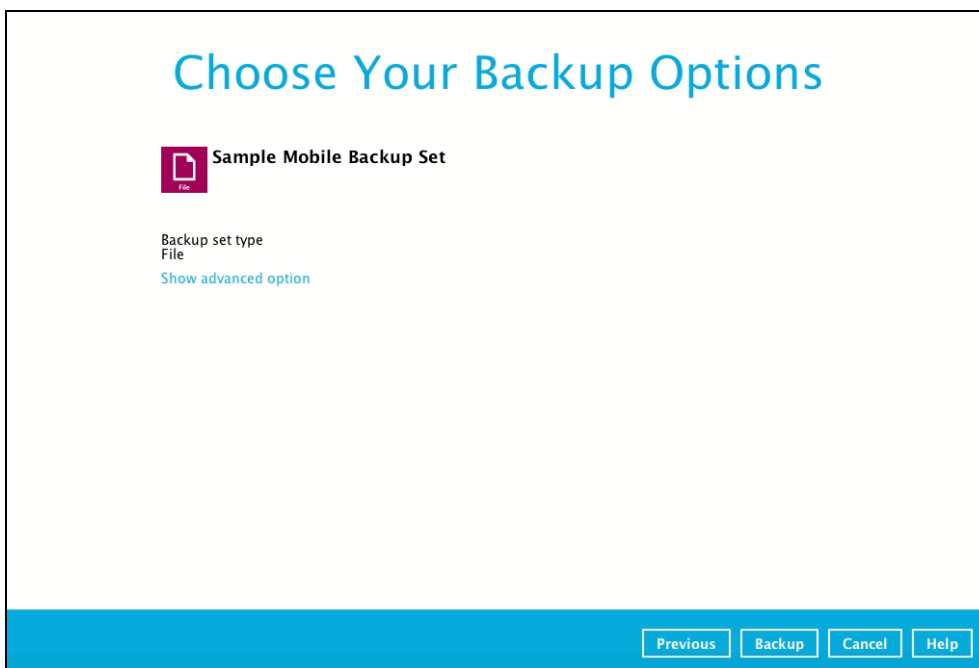 Choose Your Backup Options
Sample Mobile Backup Set
File
Backup set type
File
Show advanced option
Previous Backup Cancel Help